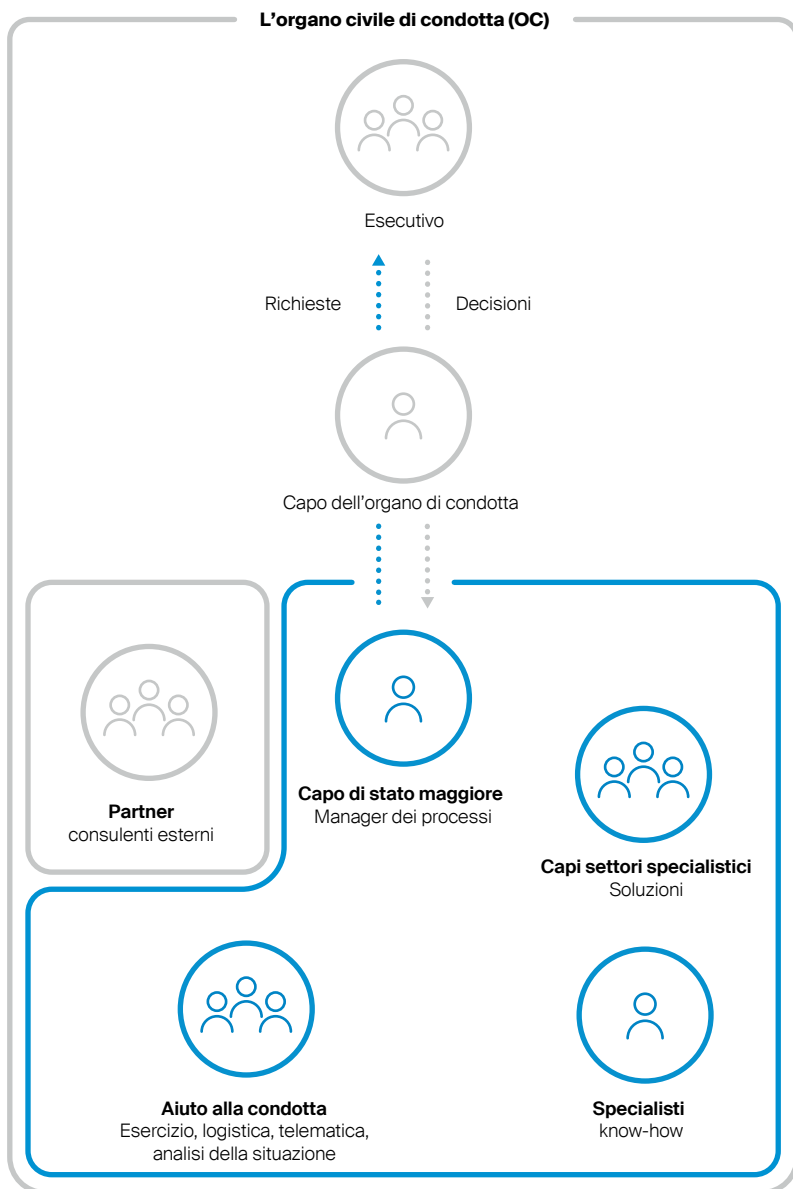 L’organo civile di condotta (OC)
Esecutivo
Richieste
Decisioni
Capo dell’organo di condotta
Partner
consulenti esterni
Capo di stato maggiore
Manager dei processi
Capi settori specialistici
Soluzioni
Aiuto alla condotta
Esercizio, logistica, telematica,
analisi della situazione
Specialisti
know-how